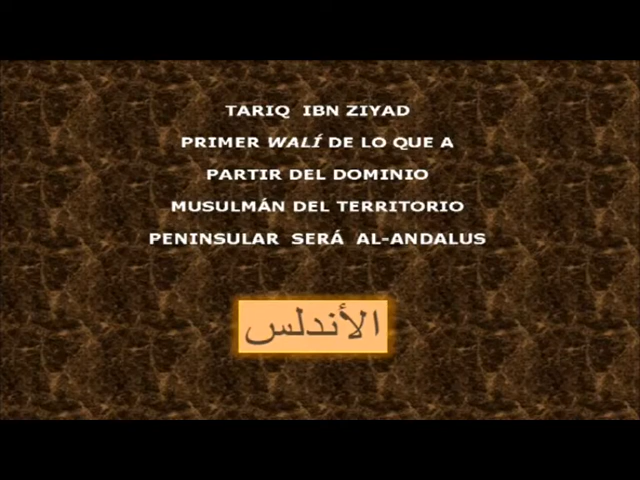 TARIQ IBN ZIYAD
PRIMER WALÍ DE LO QUE A
PARTIR DEL DOMINIO
MUSULMÁN DEL TERRITORIO
PENINSULAR SERÁ AL-ANDALUS
الأندلس